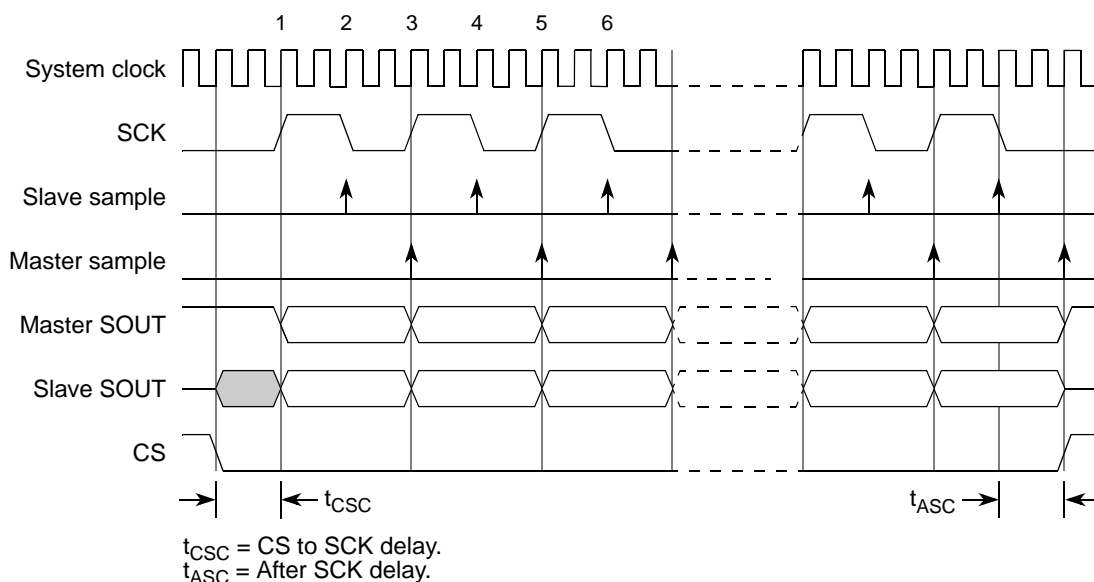 1 2 3 4 5 6
System clock
SCK
Slave sample
Master sample
Master SOUT
Slave SOUT
CS
tCSC tASC
tCSC = CS to SCK delay.
tASC = After SCK delay.